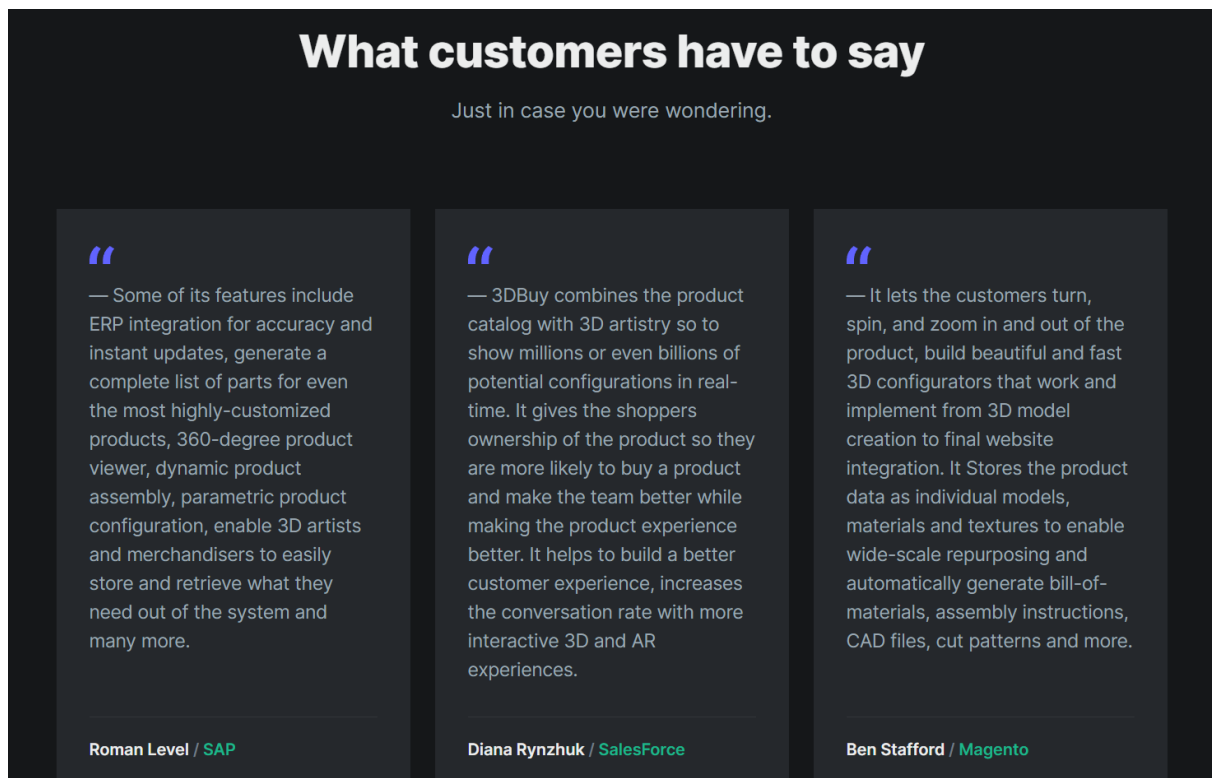 What customers have to say
Just in case you were wondering.
“
— Some of its features include
ERP integration for accuracy and
instant updates, generate a
complete list of parts for even
the most highly-customized
products, 360-degree product
viewer, dynamic product
assembly, parametric product
configuration, enable 3D artists
and merchandisers to easily
store and retrieve what they
need out of the system and
many more.
Roman Level / SAP
“
— 3DBuy combines the product
catalog with 3D artistry so to
show millions or even billions of
potential configurations in real-
time. It gives the shoppers
ownership of the product so they
are more likely to buy a product
and make the team better while
making the product experience
better. It helps to build a better
customer experience, increases
the conversation rate with more
interactive 3D and AR
experiences.
Diana Rynzhuk / SalesForce
“
— It lets the customers turn,
spin, and zoom in and out of the
product, build beautiful and fast
3D configurators that work and
implement from 3D model
creation to final website
integration. It Stores the product
data as individual models,
materials and textures to enable
wide-scale repurposing and
automatically generate bill-of-
materials, assembly instructions,
CAD files, cut patterns and more.
Ben Stafford / Magento